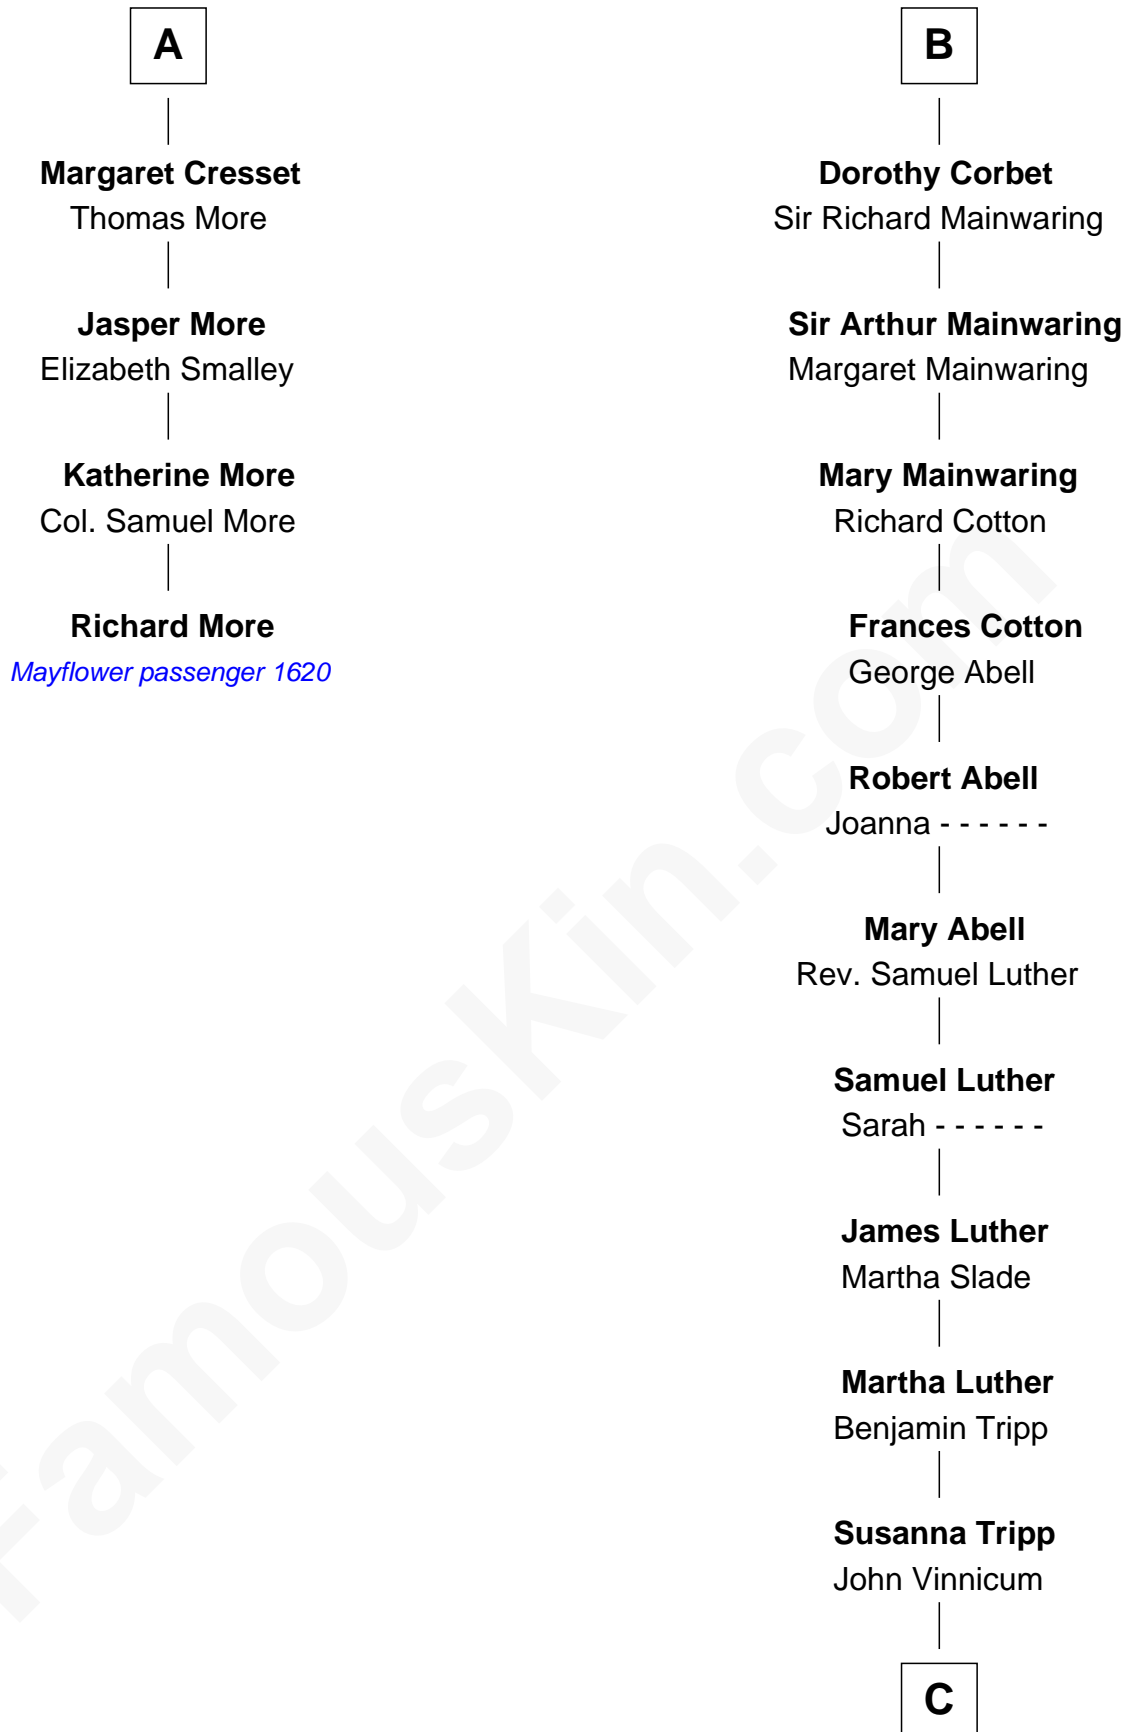 A
Margaret Cresset
Thomas More
Jasper More
Elizabeth Smalley
Katherine More
Col. Samuel More
Richard More
Mayflower passenger 1620
B
Dorothy Corbet
Sir Richard Mainwaring
Sir Arthur Mainwaring
Margaret Mainwaring
Mary Mainwaring
Richard Cotton
Frances Cotton
George Abell
Robert Abell
Joanna - - - - - -
Mary Abell
Rev. Samuel Luther
Samuel Luther
Sarah - - - - - -
James Luther
Martha Slade
Martha Luther
Benjamin Tripp
Susanna Tripp
John Vinnicum
C
FamousKin.com